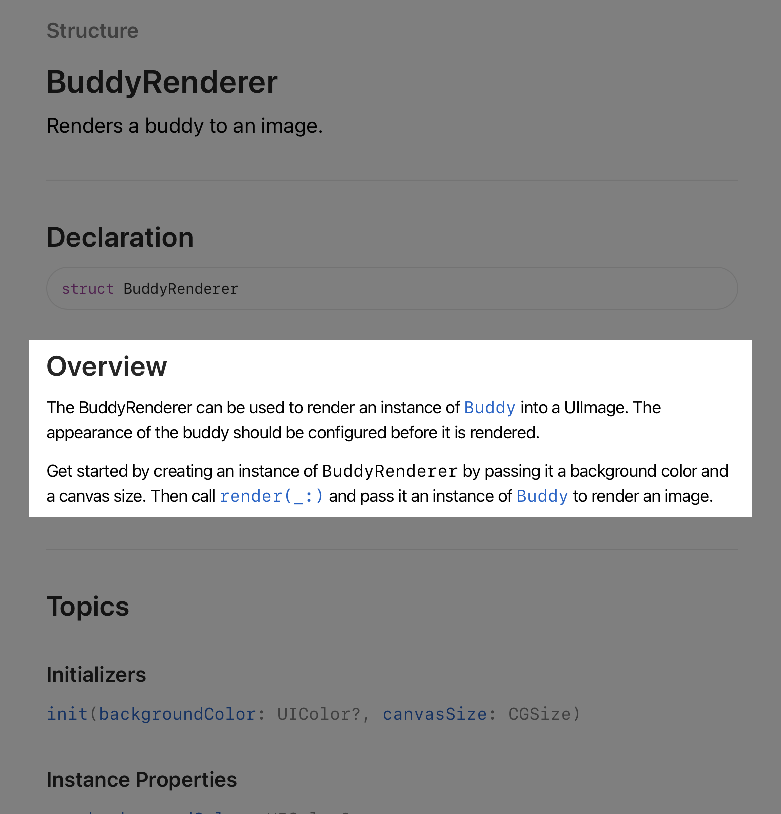 Structure
BuddyRenderer
Renders a buddy to an image.
Declaration
struct BuddyRenderer
Overview
The BuddyRenderer can be used to render an instance of Buddy into a UIImage. The
appearance of the buddy should be configured before it is rendered.
Get started by creating an instance of BuddyRenderer by passing it a background color and
a canvas size. Then call render(_:) and pass it an instance of Buddy to render an image.
Topics
Initializers
init(backgroundColor: UIColor?, canvasSize: CGSize)
Instance Properties